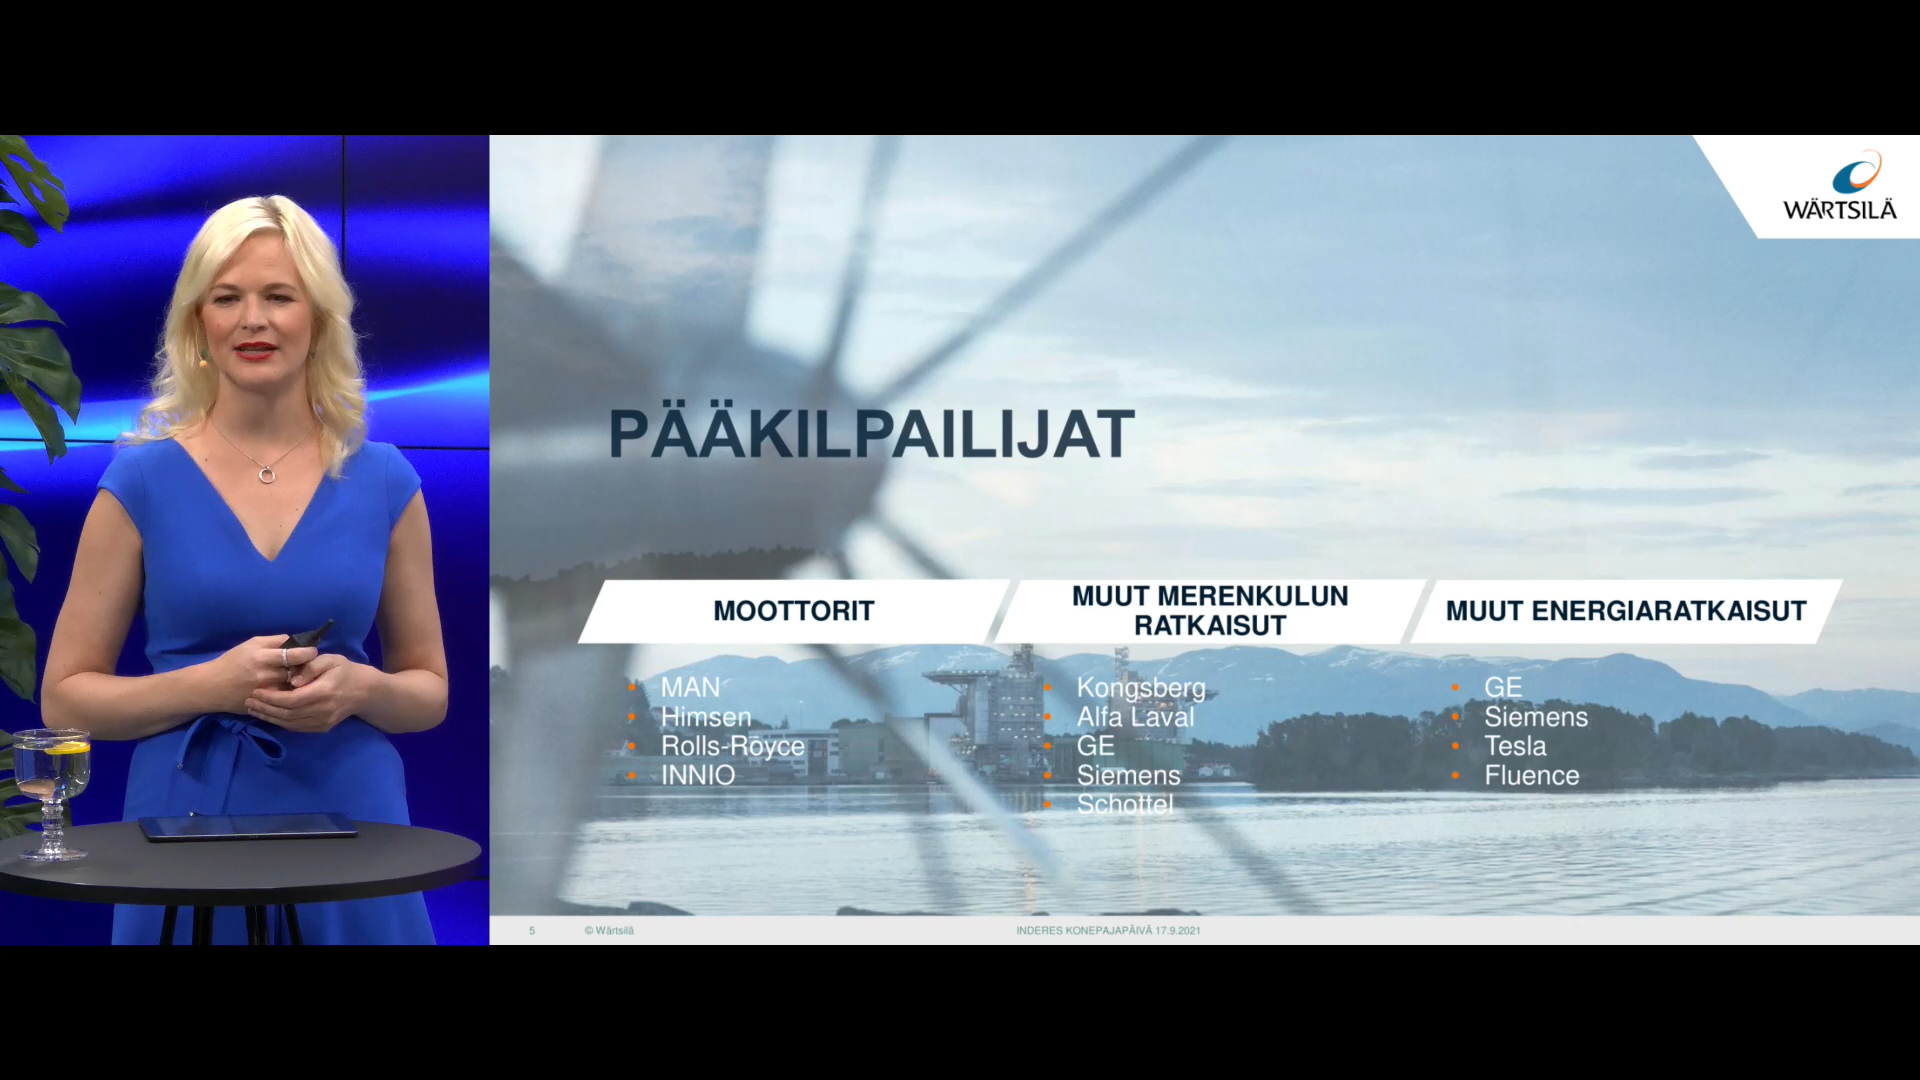 WÄRTSILÄ
PÄÄKILPAILIJAT
MOOTTORIT
MAN
Himsen
Rolls-Royce
INNIO
MUUT MERENKULUN
RATKAISUT
Kongsberg
Alfa Laval
GE
Siemens
Schottel
MUUT ENERGIARATKAISUT
GE
Siemens
Tesla
Fluence
5
© Wärtsilä
INDERES KONEPAJAPÄIVÄ 17.9.2021